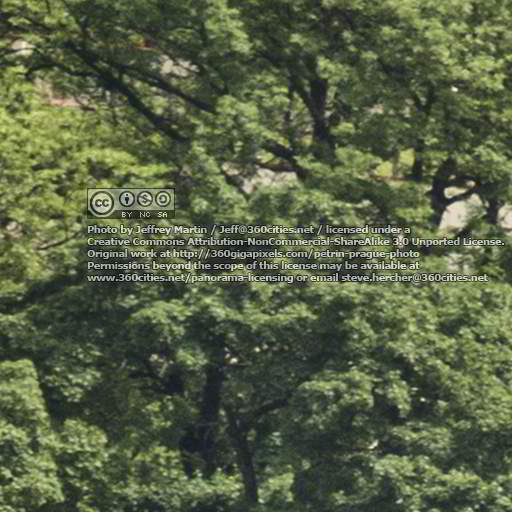 cc BY NC SA
Photo by Jeffrey Martin / Jeff@360cities.net / licensed under a
Creative Commons Attribution-NonCommercial-ShareAlike 3.0 Unported License.
Original work at http://360gigapixels.com/petrin-prague-photo
Permissions beyond the scope of this license may be available at
www.360cities.net/panorama-licensing or email steve.hercher@360cities.net